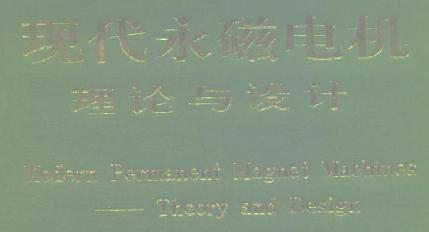 现代永磁电机
理论与设计
Modern Permanent Magnet Machines
—— Theory and Design